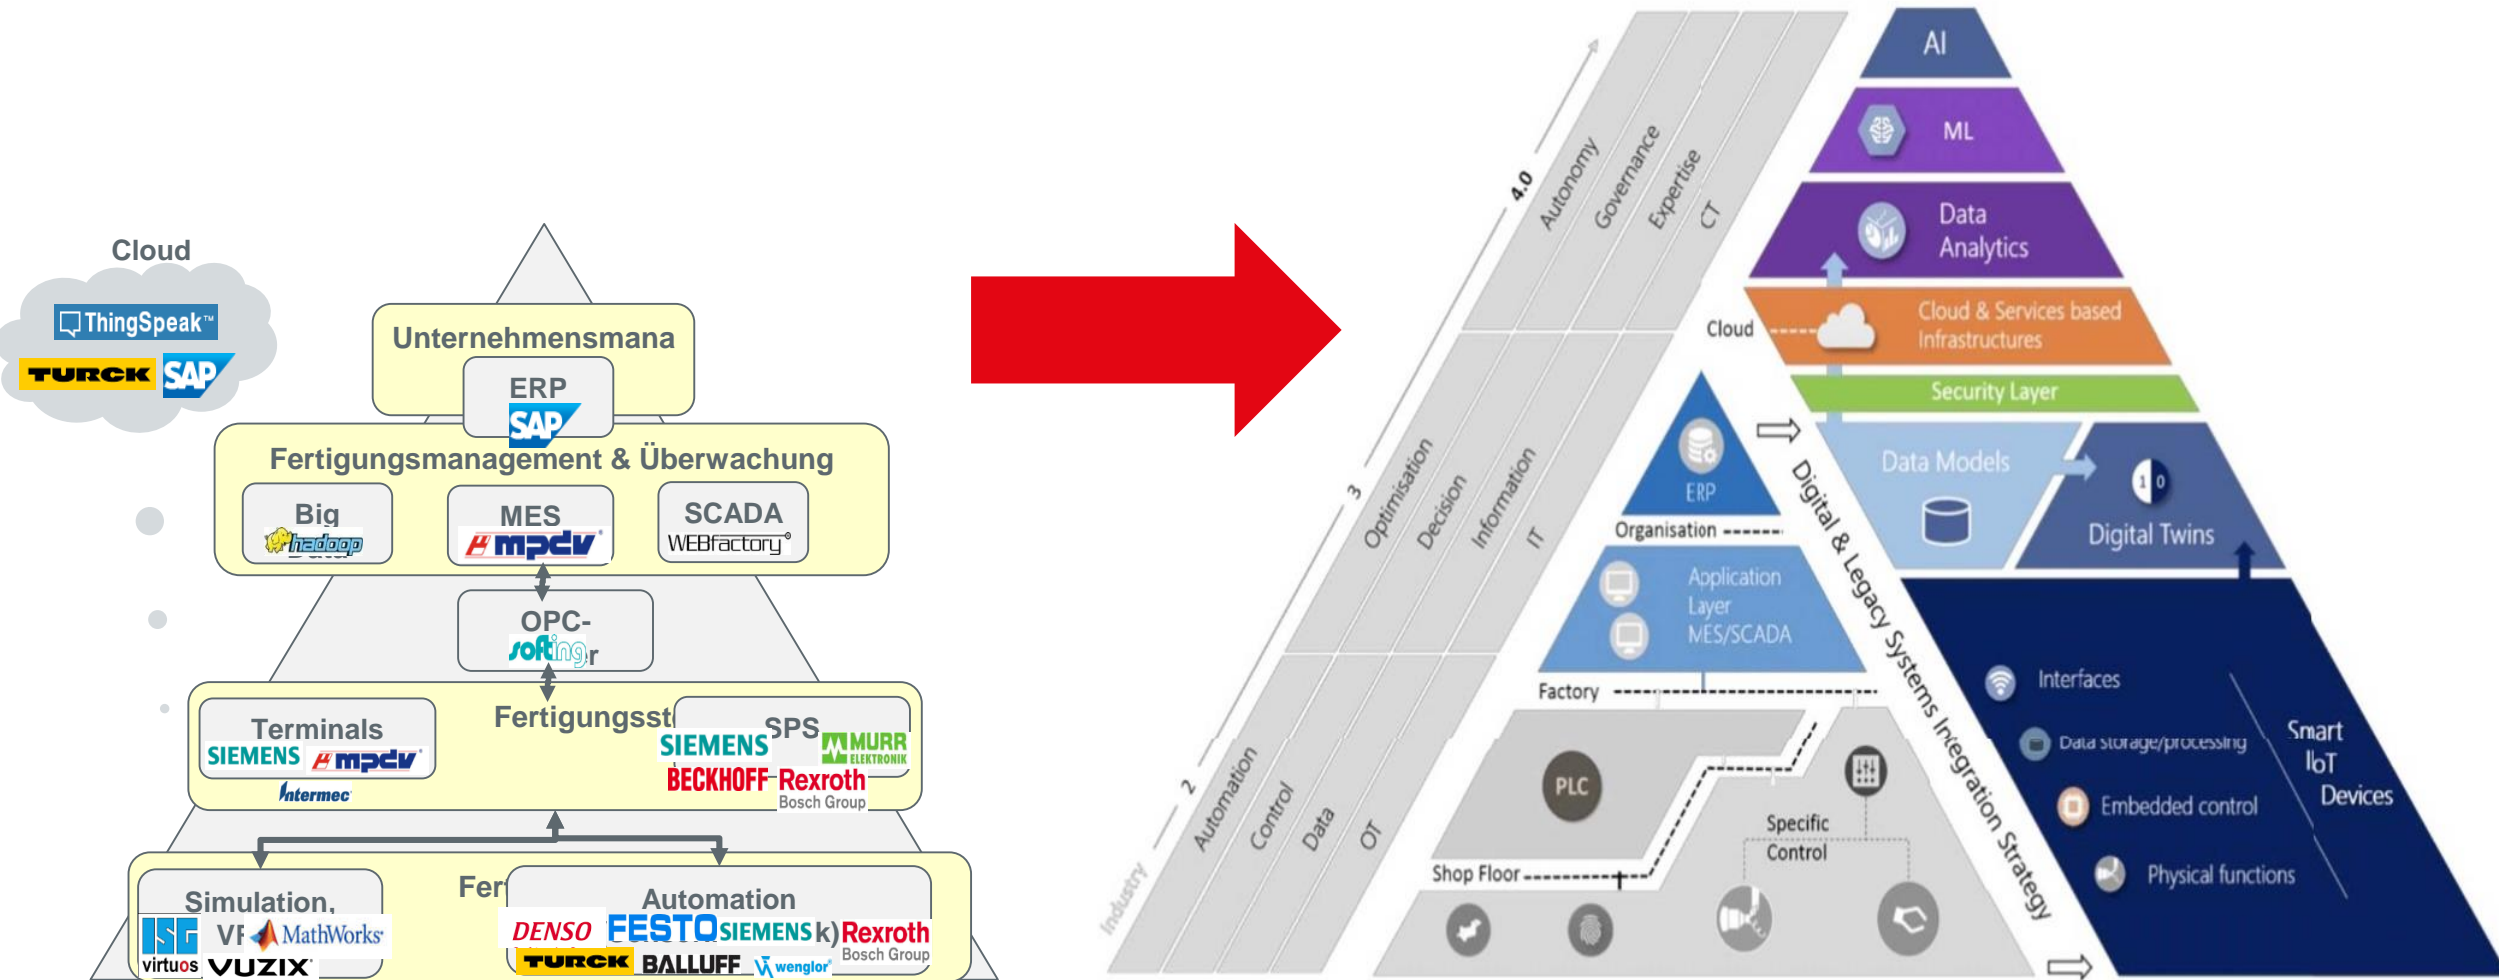 Cloud
ThingSpeak™
TURCK
SAP
Unternehmensmana
ERP
SAP
Fertigungsmanagement & Überwachung
Big
hadoop
MES
mpdv
SCADA
WEBfactory
OPC-
softing
r
Terminals
SIEMENS mpdv
Intermec
Fertigungsst
SPS
SIEMENS
MURR
ELEKTRONIK
BECKHOFF
Rexroth
Bosch Group
Simulation,
ISG
virtuos
MathWorks
VUZIX
Fer
Automation
DENSO
FESTO
SIEMENS
k)
Rexroth
Bosch Group
TURCK
BALLUFF
wenglor
Industry
2
3
4.0
Autonomy
Governance
Expertise
CT
Optimisation
Decision
Information
IT
Automation
Control
Data
OT
AI
ML
Data
Analytics
Cloud
Cloud & Services based
Infrastructures
Security Layer
Data Models
1 0
Digital Twins
ERP
Organisation
Application
Layer
MES/SCADA
Factory
PLC
Specific
Control
Shop Floor
Digital & Legacy Systems Integration Strategy
Interfaces
Data storage/processing
Embedded control
Physical functions
Smart
IIoT
Devices